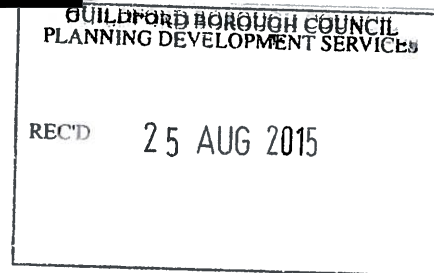 GUILDFORD BOROUGH COUNCIL
PLANNING DEVELOPMENT SERVICES
REC'D 25 AUG 2015